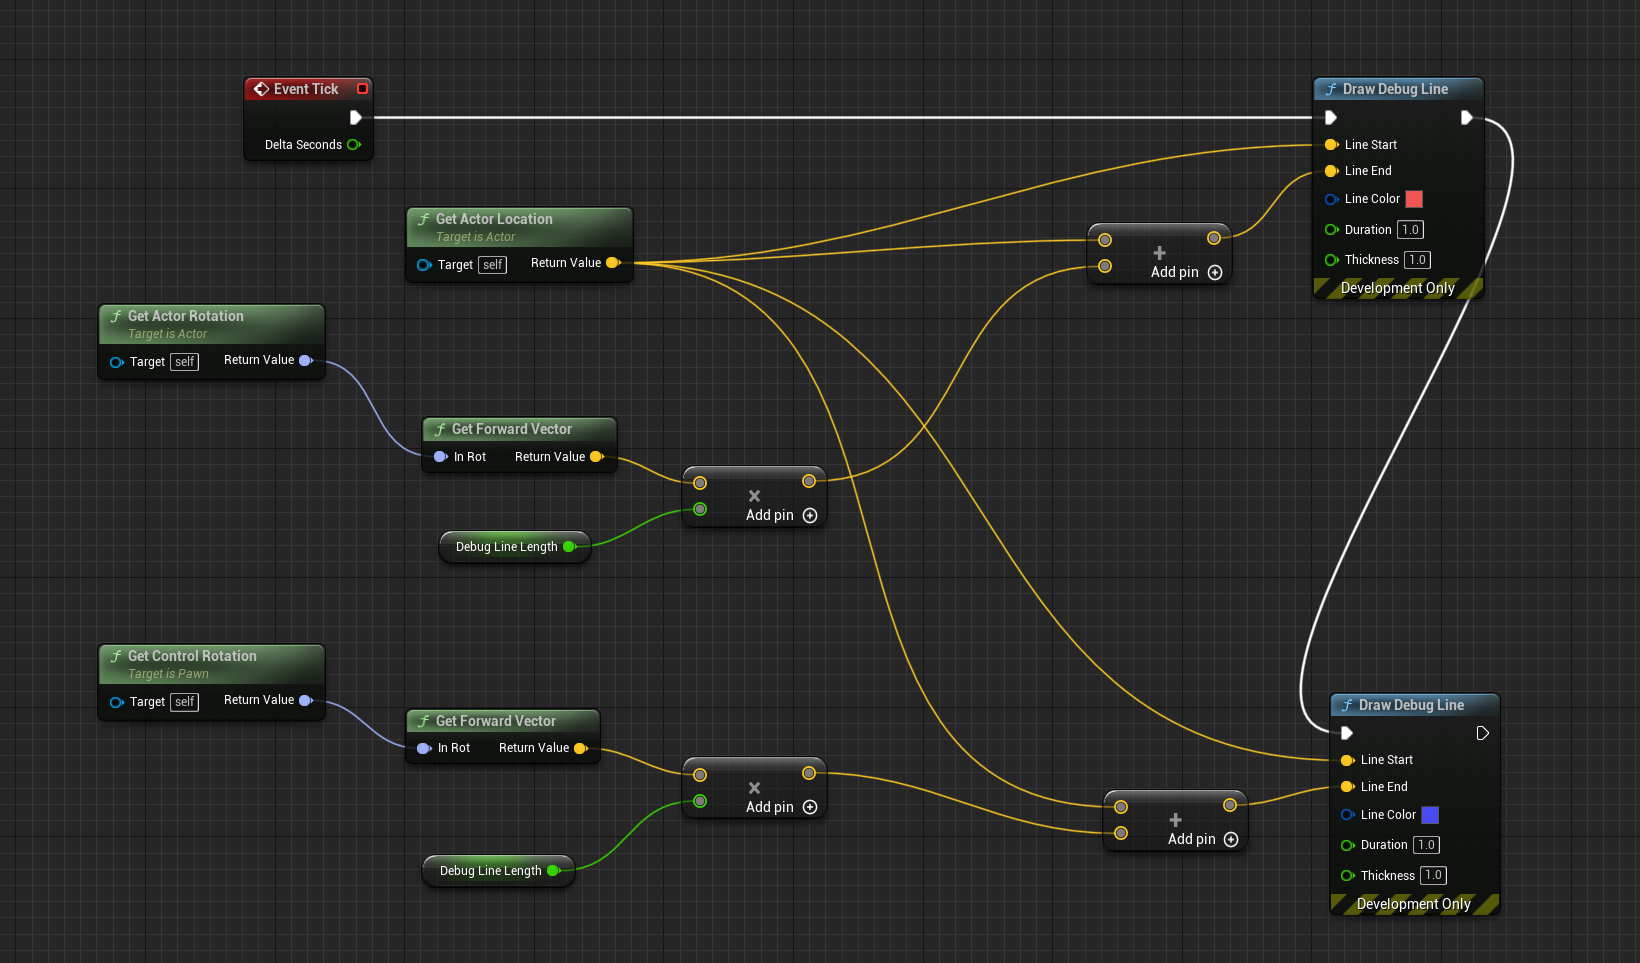 Event Tick
Delta Seconds
Draw Debug Line
Line Start
Line End
Line Color
Duration 1.0
Thickness 1.0
Development Only
Get Actor Location
Target is Actor
Target self Return Value
+
Add pin
Get Actor Rotation
Target is Actor
Target self Return Value
Get Forward Vector
In Rot Return Value
×
Add pin
Debug Line Length
Get Control Rotation
Target is Pawn
Target self Return Value
Get Forward Vector
In Rot Return Value
×
Add pin
Debug Line Length
+
Add pin
Draw Debug Line
Line Start
Line End
Line Color
Duration 1.0
Thickness 1.0
Development Only